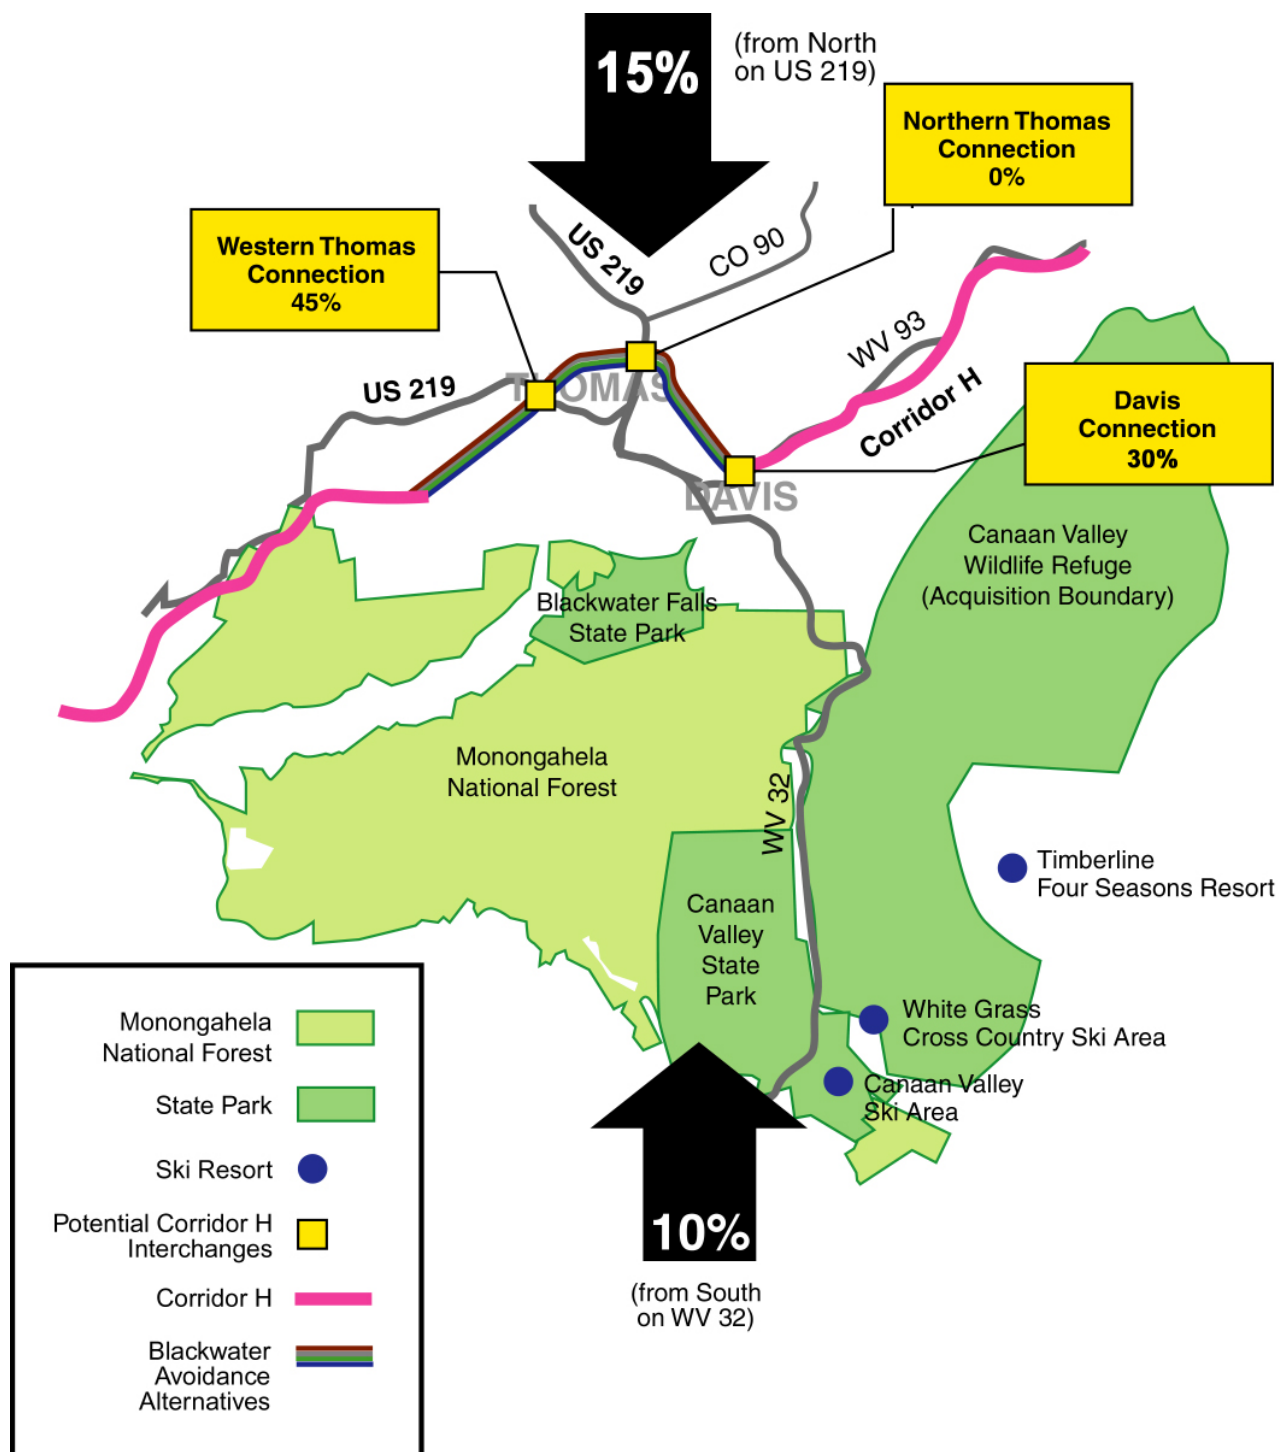 15%
(from North
on US 219)
Northern Thomas
Connection
0%
Western Thomas
Connection
45%
US 219
CO 90
WV 93
US 219
THOMAS
Corridor H
Davis
Connection
30%
DAVIS
Canaan Valley
Wildlife Refuge
(Acquisition Boundary)
Blackwater Falls
State Park
Monongahela
National Forest
WV 32
Timberline
Four Seasons Resort
Canaan
Valley
State
Park
White Grass
Cross Country Ski Area
Canaan Valley
Ski Area
10%
(from South
on WV 32)
Monongahela
National Forest
State Park
Ski Resort
Potential Corridor H
Interchanges
Corridor H
Blackwater
Avoidance
Alternatives